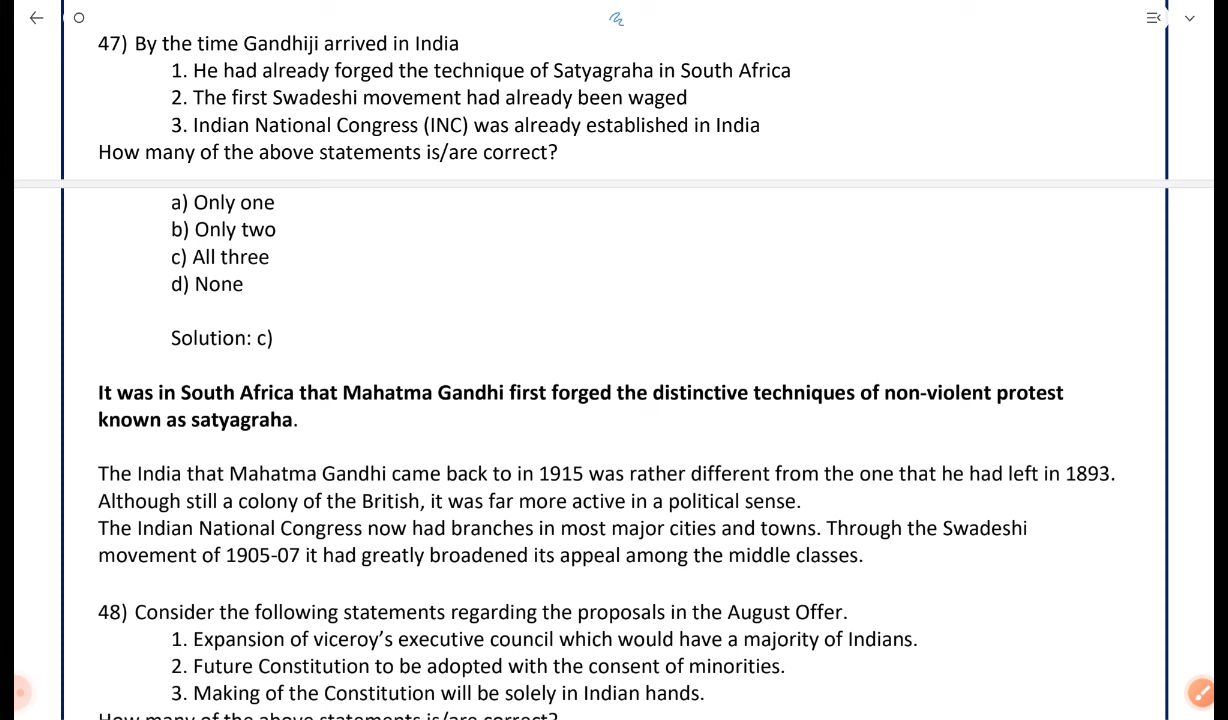 47) By the time Gandhiji arrived in India
1. He had already forged the technique of Satyagraha in South Africa
2. The first Swadeshi movement had already been waged
3. Indian National Congress (INC) was already established in India
How many of the above statements is/are correct?
a) Only one
b) Only two
c) All three
d) None
Solution: c)
It was in South Africa that Mahatma Gandhi first forged the distinctive techniques of non-violent protest
known as satyagraha.
The India that Mahatma Gandhi came back to in 1915 was rather different from the one that he had left in 1893.
Although still a colony of the British, it was far more active in a political sense.
The Indian National Congress now had branches in most major cities and towns. Through the Swadeshi
movement of 1905-07 it had greatly broadened its appeal among the middle classes.
48) Consider the following statements regarding the proposals in the August Offer.
1. Expansion of viceroy’s executive council which would have a majority of Indians.
2. Future Constitution to be adopted with the consent of minorities.
3. Making of the Constitution will be solely in Indian hands.
How many of the above statements is/are correct?